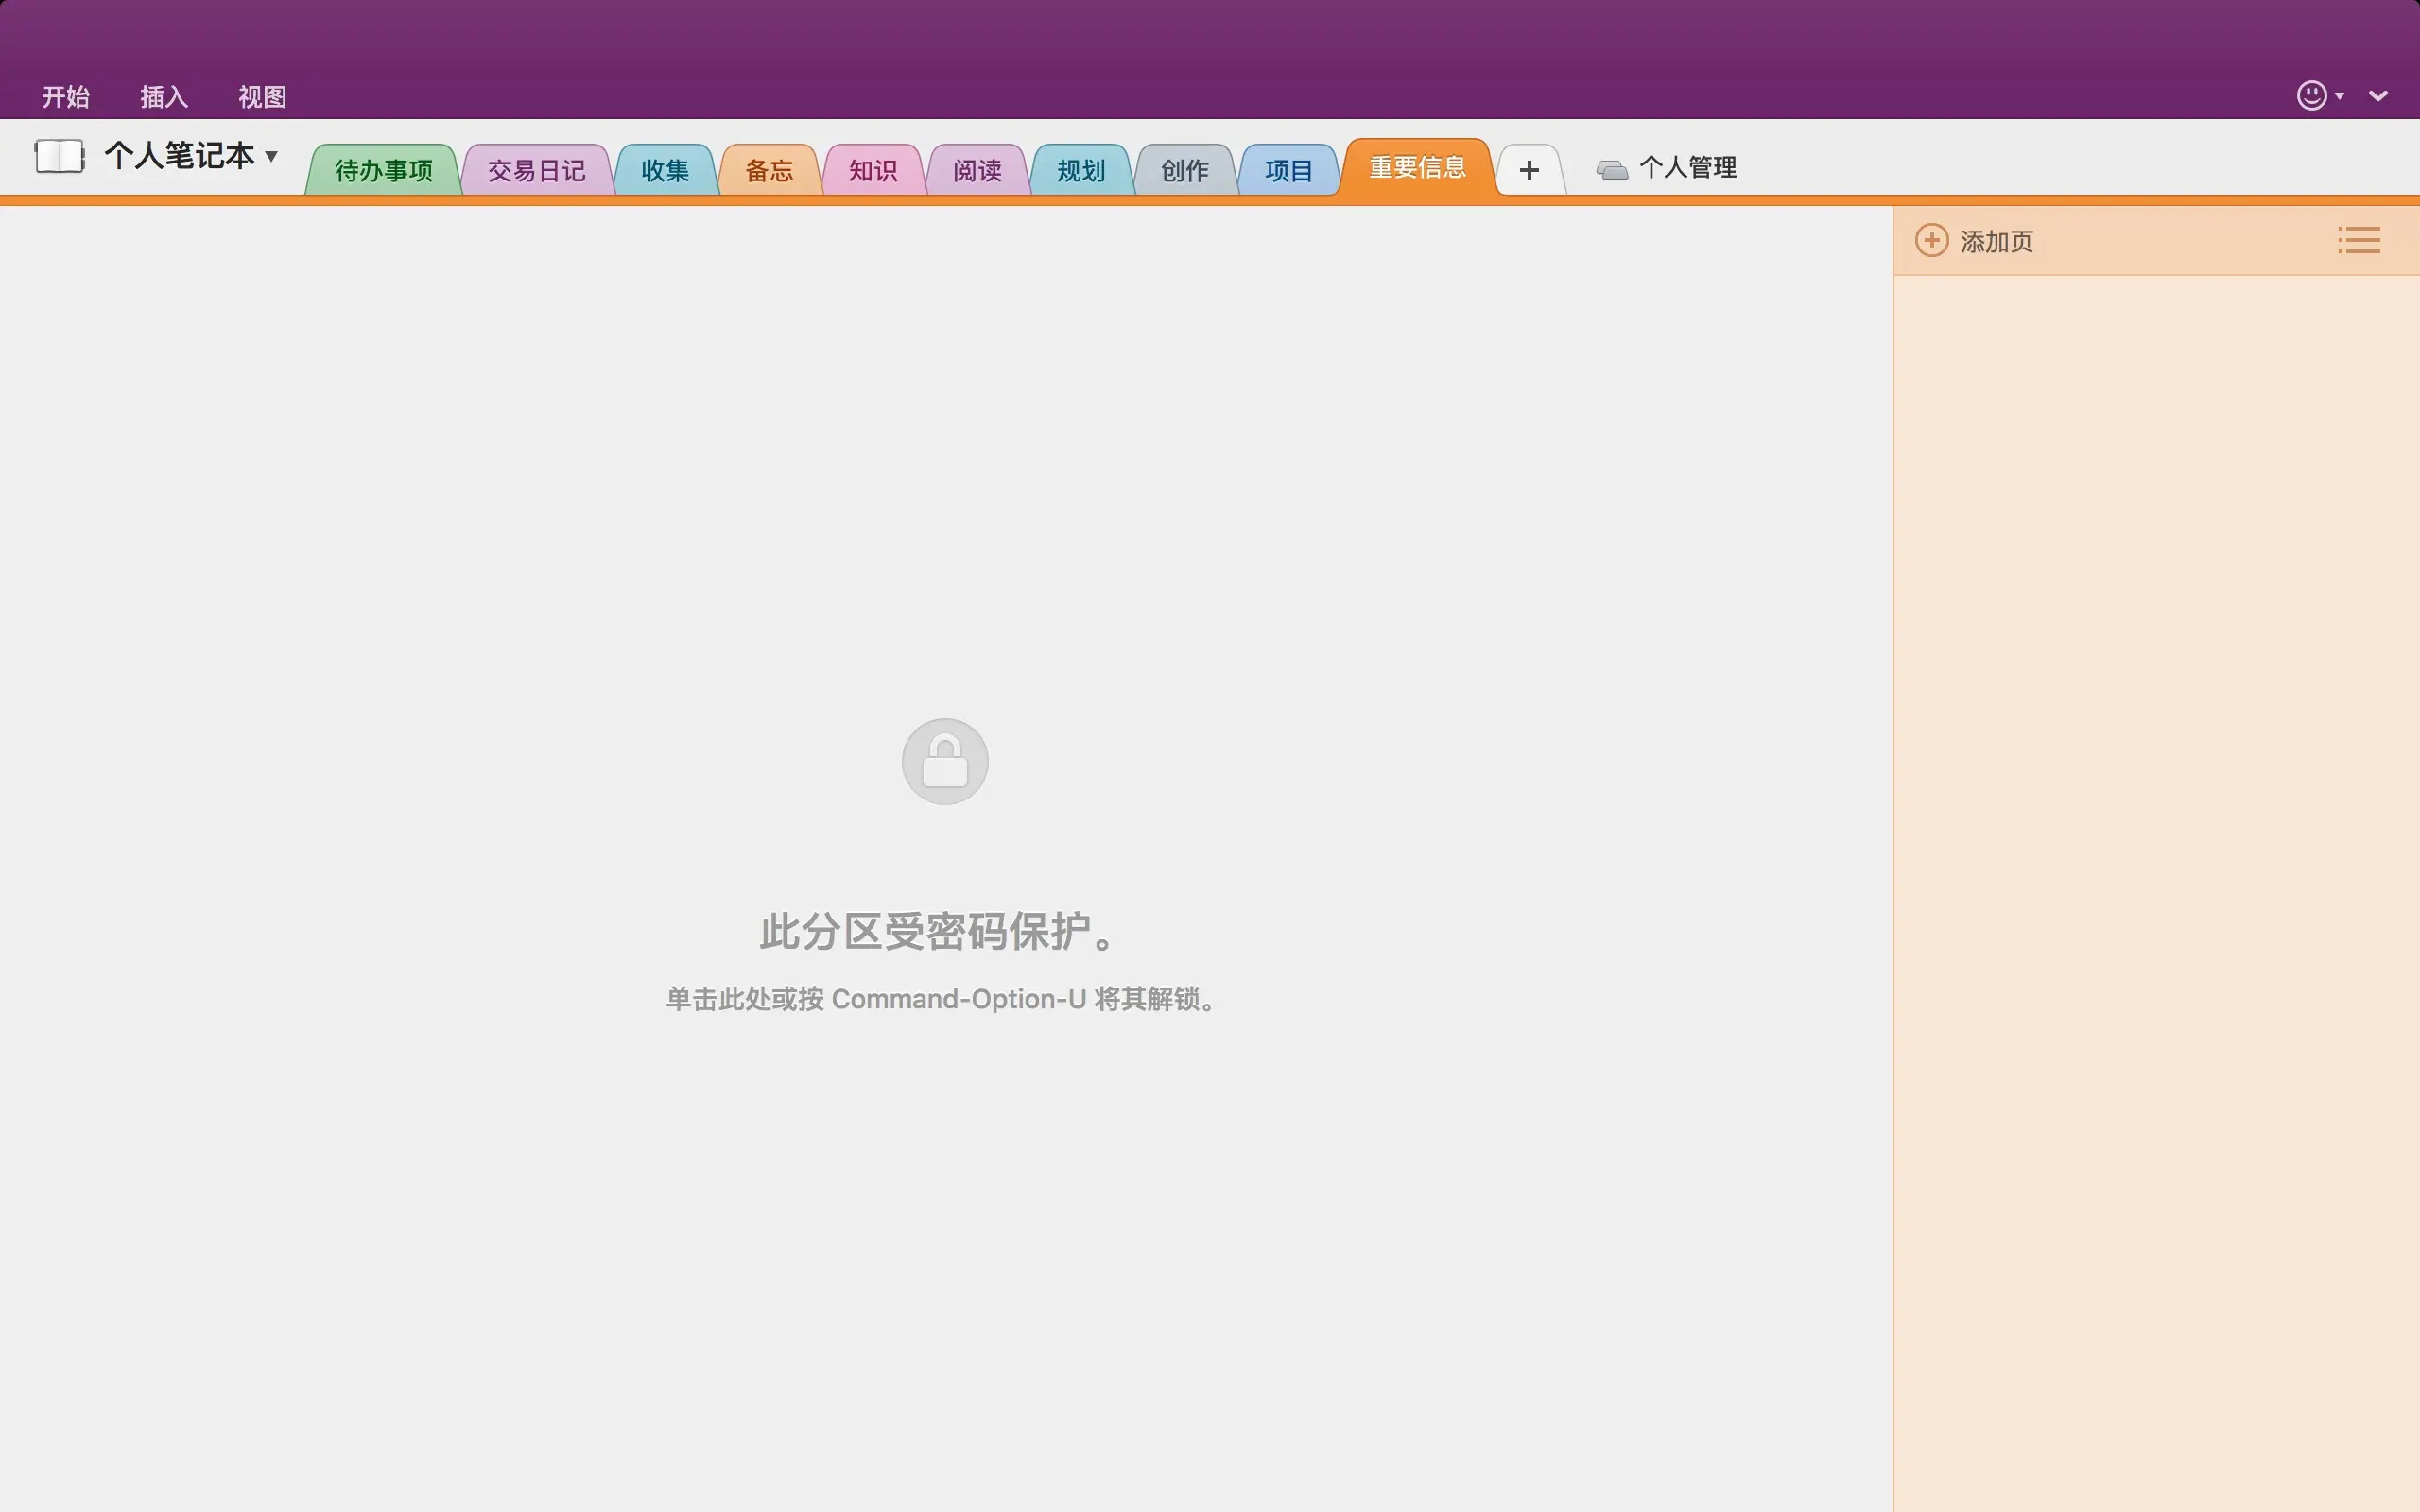 开始 插入 视图
个人笔记本 待办事项 交易日记 收集 备忘 知识 阅读 规划 创作 项目 重要信息 + 个人管理
添加页
此分区受密码保护。
单击此处或按 Command-Option-U 将其解锁。